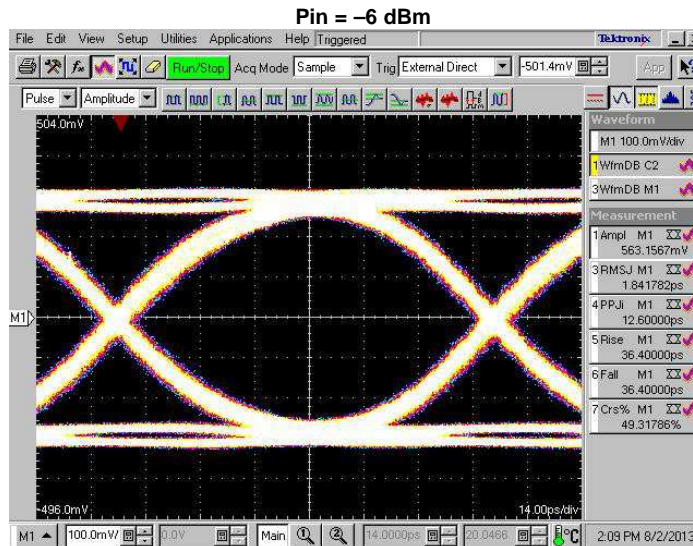 Pin = –6 dBm
File Edit View Setup Utilities Applications Help Triggered Tektronix
Run/Stop Acq Mode Sample Trig External Direct -501.4mV App
Pulse Amplitude
504.0mV
Waveform
M1 100.0mV/div
1 WfmDB C2
3 WfmDB M1
Measurement
1 Ampl M1
563.1567mV
3 RMSJ M1
1.841782ps
4 PPJi M1
12.60000ps
5 Rise M1
36.40000ps
6 Fall M1
36.40000ps
7 Crs% M1
49.31786%
M1
-496.0mV 14.00ps/div
M1 100.0mV/ 0.0V Main 1 2 14.0000ps 20.0466 °C 2:09 PM 8/2/201